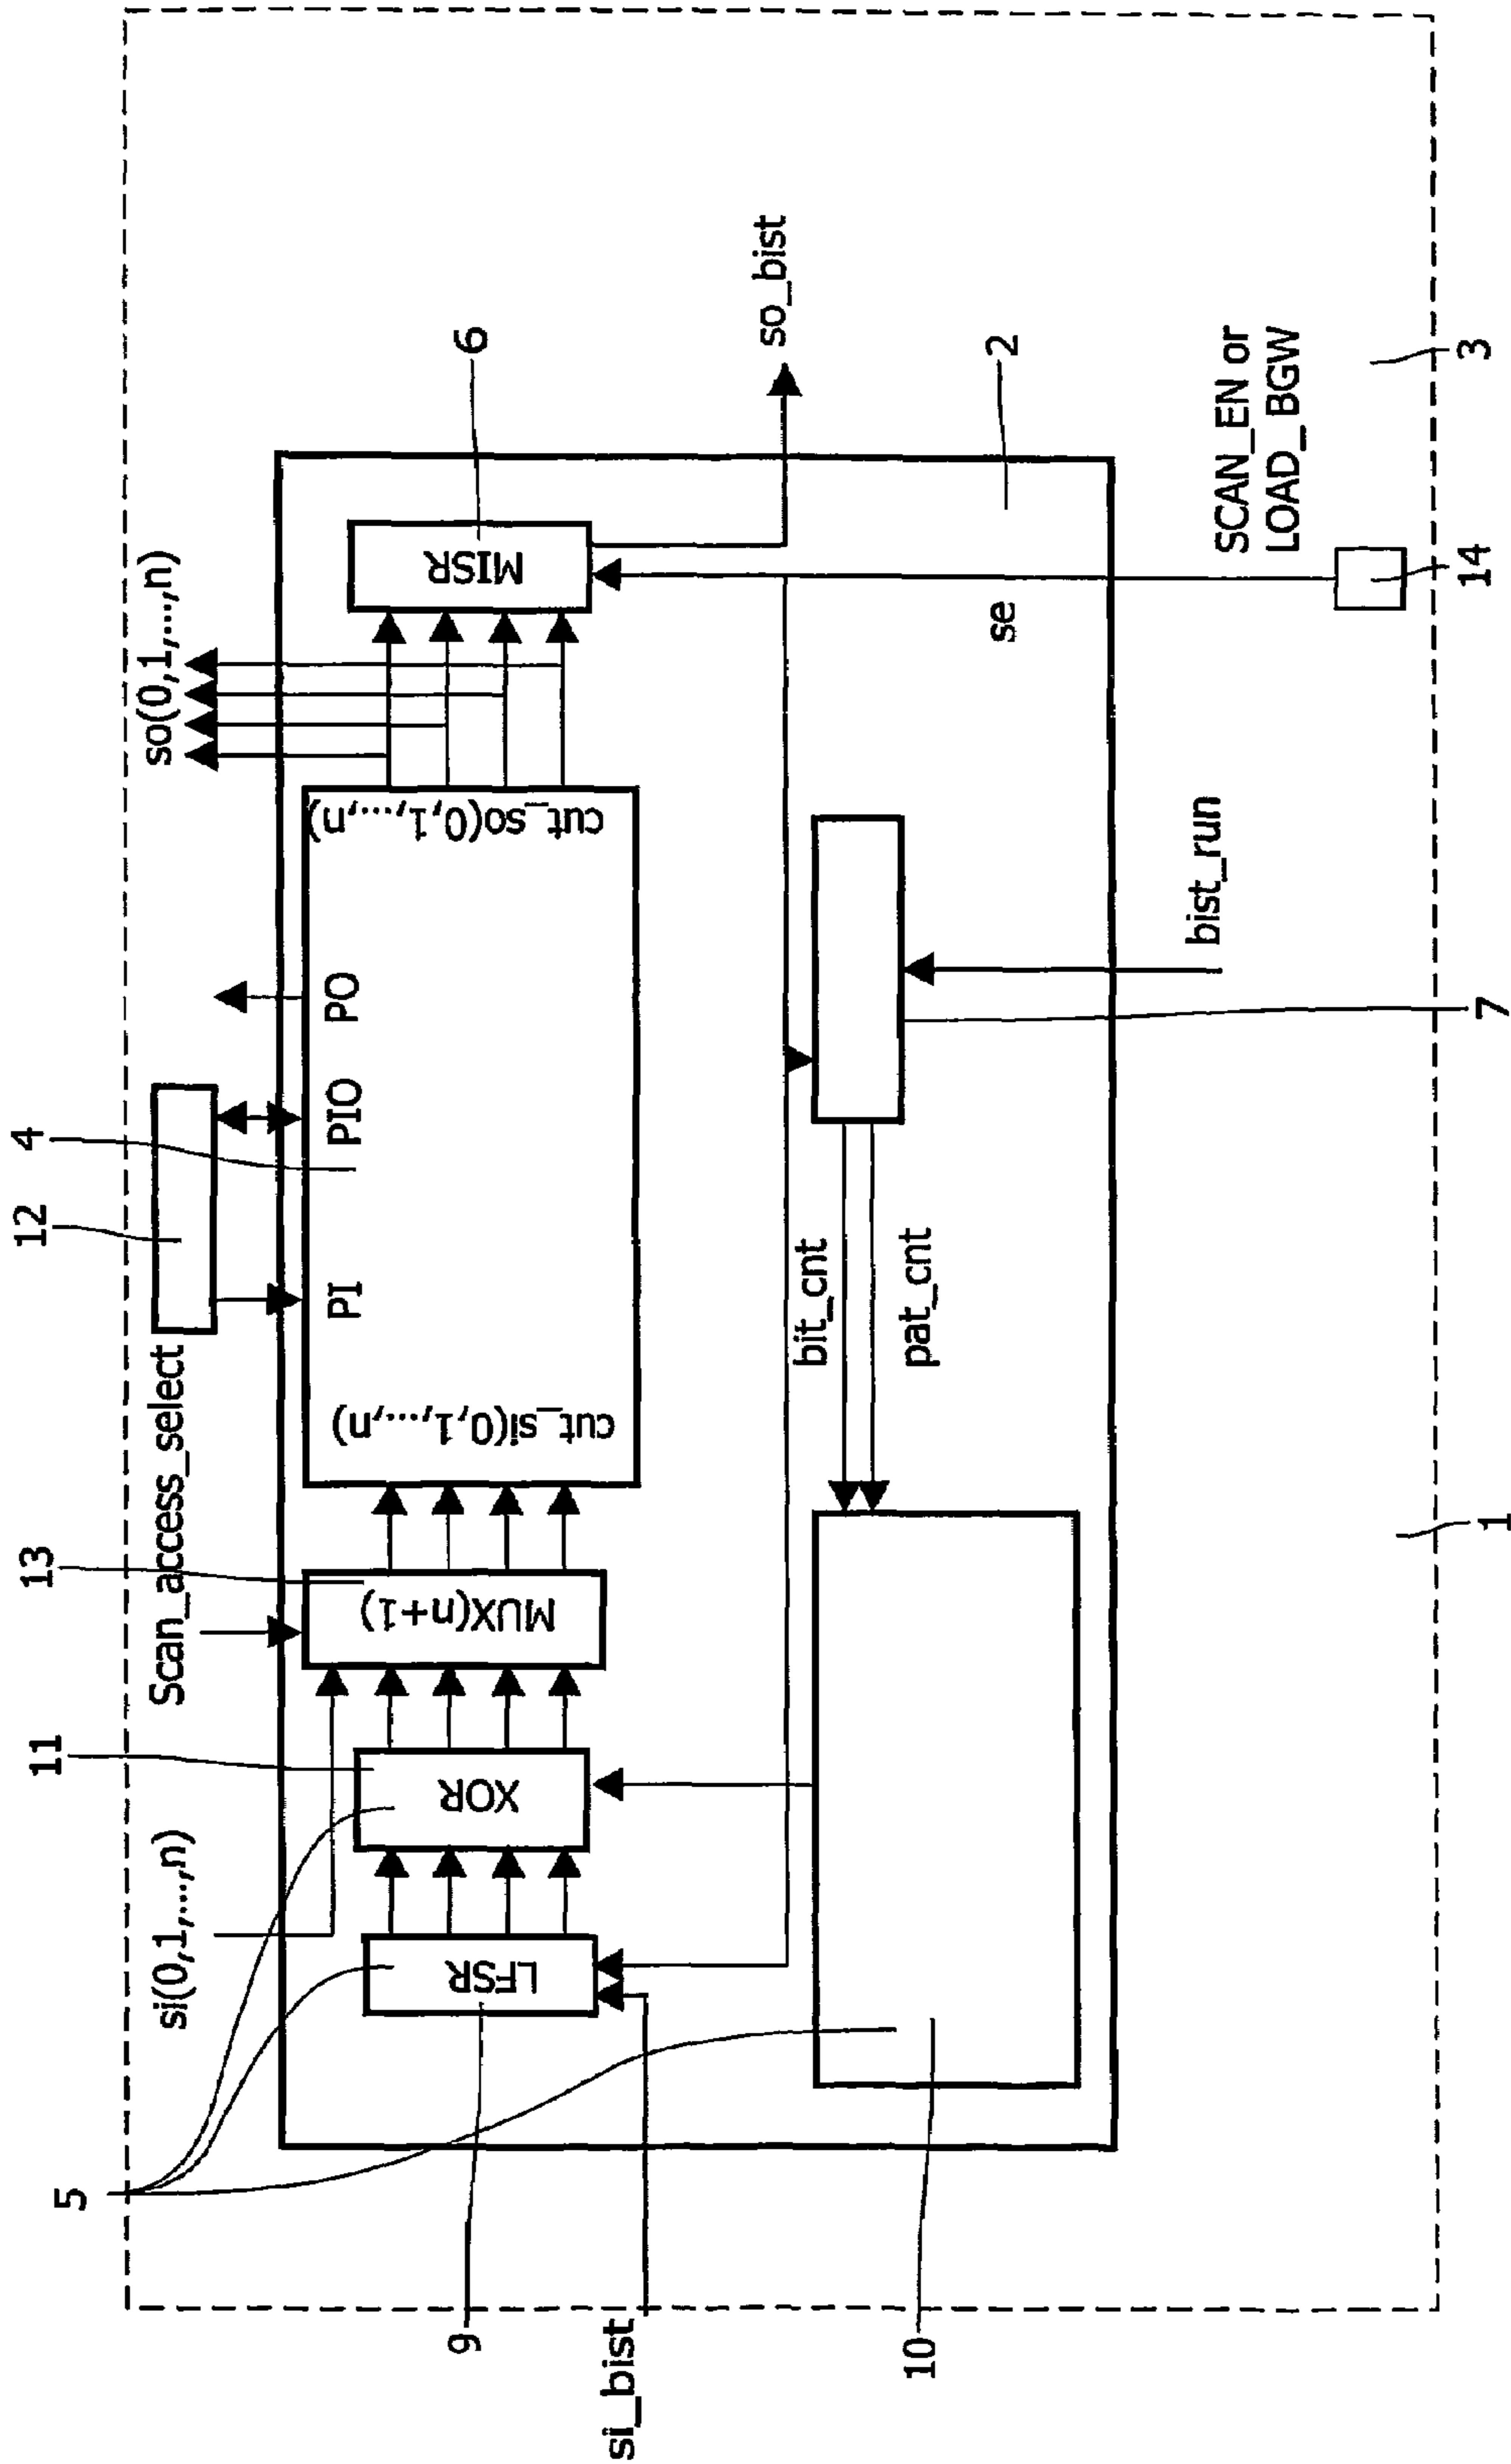 5
11
13
12
4
si(0,1,...,n)
Scan_access_select
so(0,1,...,n)
PI
PIO
PO
LFSR
XOR
MUX(n+1)
cut_si(0,1,...,n)
cut_so(0,1,...,n)
MISR
6
9
si_bist
so_bist
bit_cnt
pat_cnt
bist_run
se
2
10
SCAN_EN or
LOAD_BGW
1
7
14
3